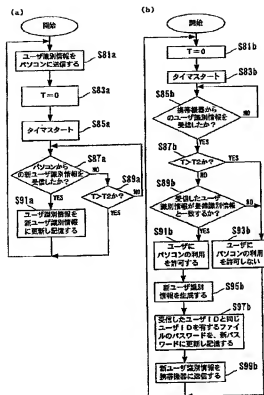 (a)
開始
ユーザ識別情報を
パソコンに送信する
S81a
T=0
S83a
タイマスタート
S85a
パソコンから
の新ユーザ識別情報を
受信したか?
S87a
NO
YES
T>T2か?
S89a
NO
YES
S91a
ユーザ識別情報を
新ユーザ識別情報
に更新し記憶する
(b)
開始
T=0
S81b
タイマスタート
S83b
S85b
携帯機器から
のユーザ識別情報を
受信したか?
NO
YES
S87b
T>T2か?
YES
NO
S89b
受信したユーザ
識別情報が登録識別情報
と一致するか?
NO
YES
S91b
S93b
ユーザに
パソコンの利用
を許可する
ユーザに
パソコンの利用
を許可しない
新ユーザ識別
情報を生成する
S95b
S97b
受信したユーザIDと同じ
ユーザIDを有するファイ
ルのパスワードを、新パス
ワードに更新し記憶する
新ユーザ識別情報を
携帯機器に送信する
S99b